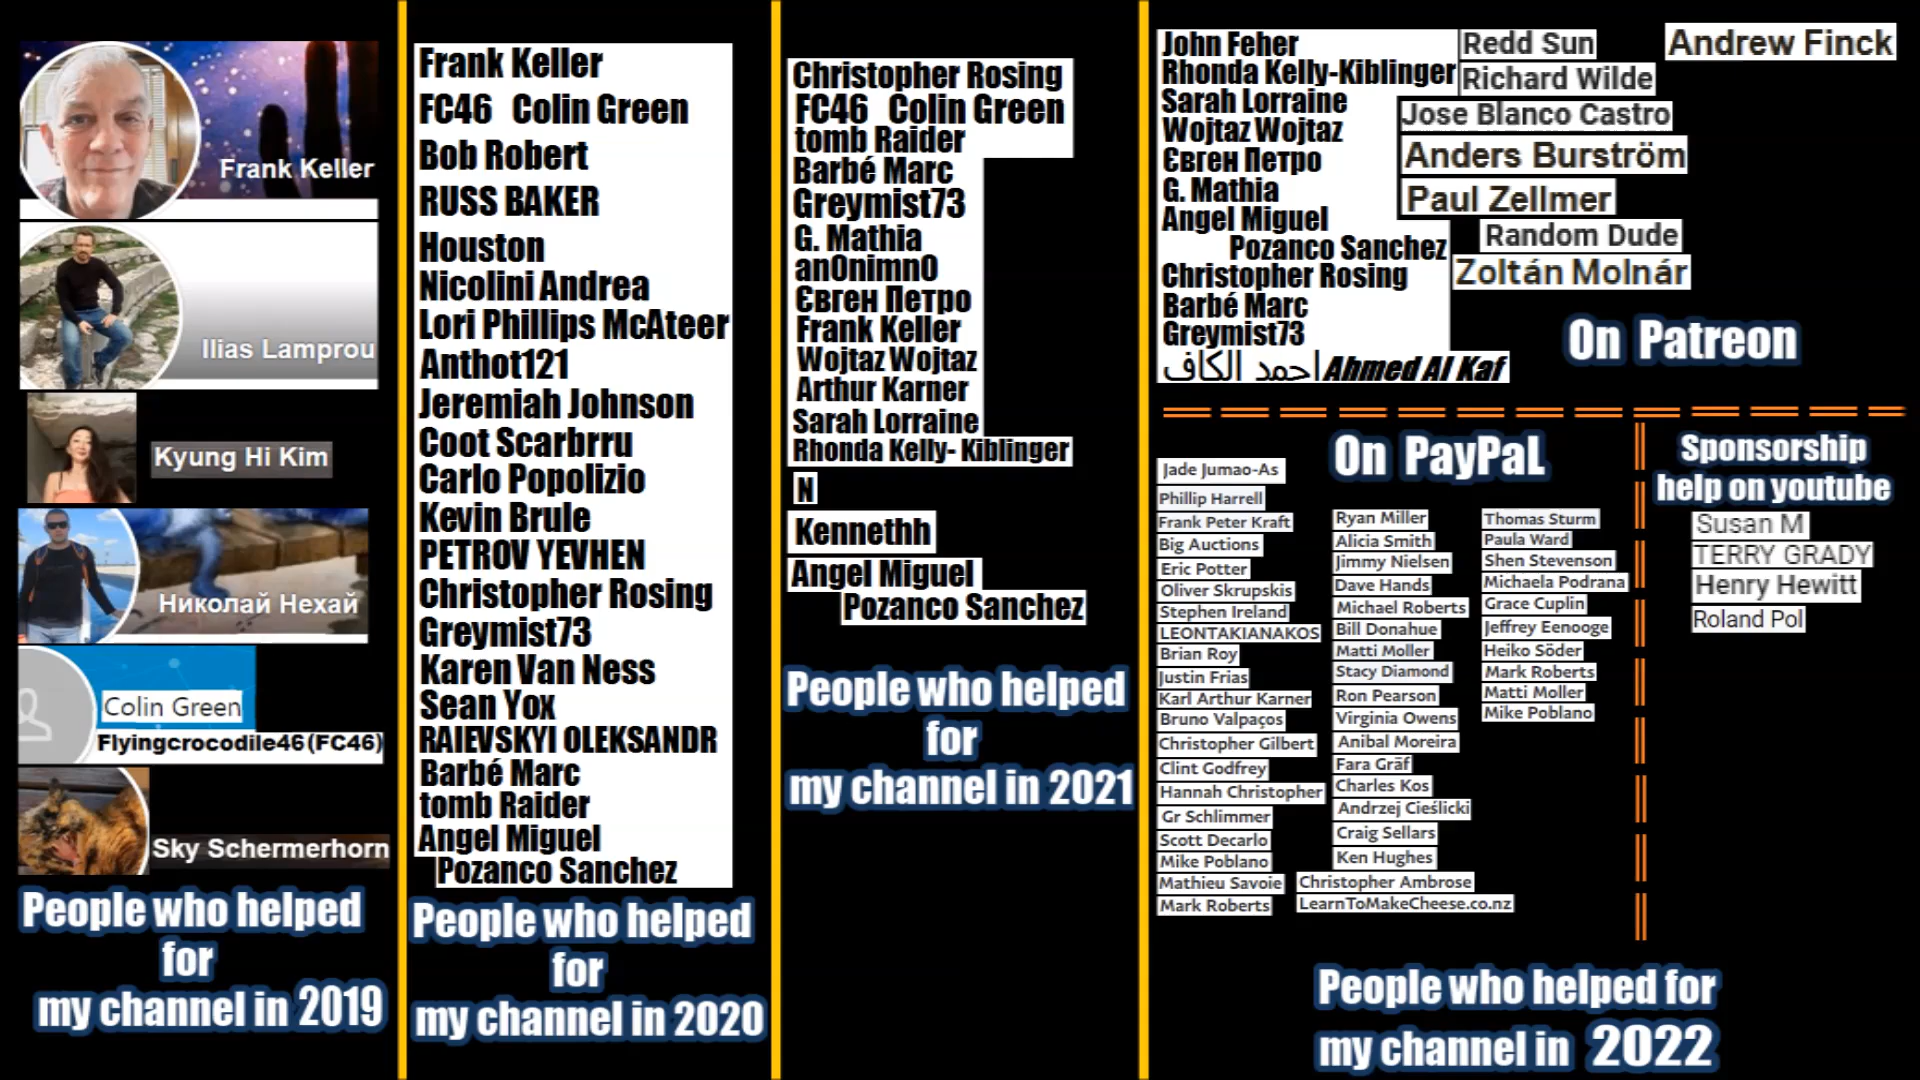 Frank Keller
Ilias Lamprou
Kyung Hi Kim
Николай Нехай
Colin Green
Flyingcrocodile46(FC46)
Sky Schermerhorn
People who helped
for
my channel in 2019
Frank Keller
FC46 Colin Green
Bob Robert
RUSS BAKER
Houston
Nicolini Andrea
Lori Phillips McAteer
Anthot121
Jeremiah Johnson
Coot Scarbrru
Carlo Popolizio
Kevin Brule
PETROV YEVHEN
Christopher Rosing
Greymist73
Karen Van Ness
Sean Yox
RAIEVSKYI OLEKSANDR
Barbé Marc
tomb Raider
Angel Miguel
Pozanco Sanchez
People who helped
for
my channel in 2020
Christopher Rosing
FC46 Colin Green
tomb Raider
Barbé Marc
Greymist73
G. Mathia
an0nimn0
Євген Петро
Frank Keller
Wojtaz Wojtaz
Arthur Karner
Sarah Lorraine
Rhonda Kelly- Kiblinger
N
Kennethh
Angel Miguel
Pozanco Sanchez
People who helped
for
my channel in 2021
John Feher
Rhonda Kelly-Kiblinger
Sarah Lorraine
Wojtaz Wojtaz
Євген Петро
G. Mathia
Angel Miguel
Pozanco Sanchez
Christopher Rosing
Barbé Marc
Greymist73
احمد الكاف Ahmed Al Kaf
Redd Sun
Richard Wilde
Jose Blanco Castro
Anders Burström
Paul Zellmer
Random Dude
Zoltán Molnár
Andrew Finck
On Patreon
On PayPaL
Jade Jumao-As
Phillip Harrell
Frank Peter Kraft
Big Auctions
Eric Potter
Oliver Skrupskis
Stephen Ireland
LEONTAKIANAKOS
Brian Roy
Justin Frias
Karl Arthur Karner
Bruno Valpaços
Christopher Gilbert
Clint Godfrey
Hannah Christopher
Gr Schlimmer
Scott Decarlo
Mike Poblano
Mathieu Savoie
Mark Roberts
Ryan Miller
Alicia Smith
Jimmy Nielsen
Dave Hands
Michael Roberts
Bill Donahue
Matti Moller
Stacy Diamond
Ron Pearson
Virginia Owens
Anibal Moreira
Fara Gräf
Charles Kos
Andrzej Cieślicki
Craig Sellars
Ken Hughes
Christopher Ambrose
LearnToMakeCheese.co.nz
Thomas Sturm
Paula Ward
Shen Stevenson
Michaela Podrana
Grace Cuplin
Jeffrey Eenooge
Heiko Söder
Mark Roberts
Matti Moller
Mike Poblano
Sponsorship
help on youtube
Susan M
TERRY GRADY
Henry Hewitt
Roland Pol
People who helped for
my channel in 2022